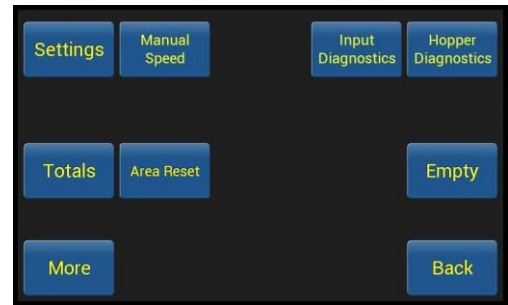 Settings
Manual
Speed
Input
Diagnostics
Hopper
Diagnostics
Totals
Area Reset
Empty
More
Back